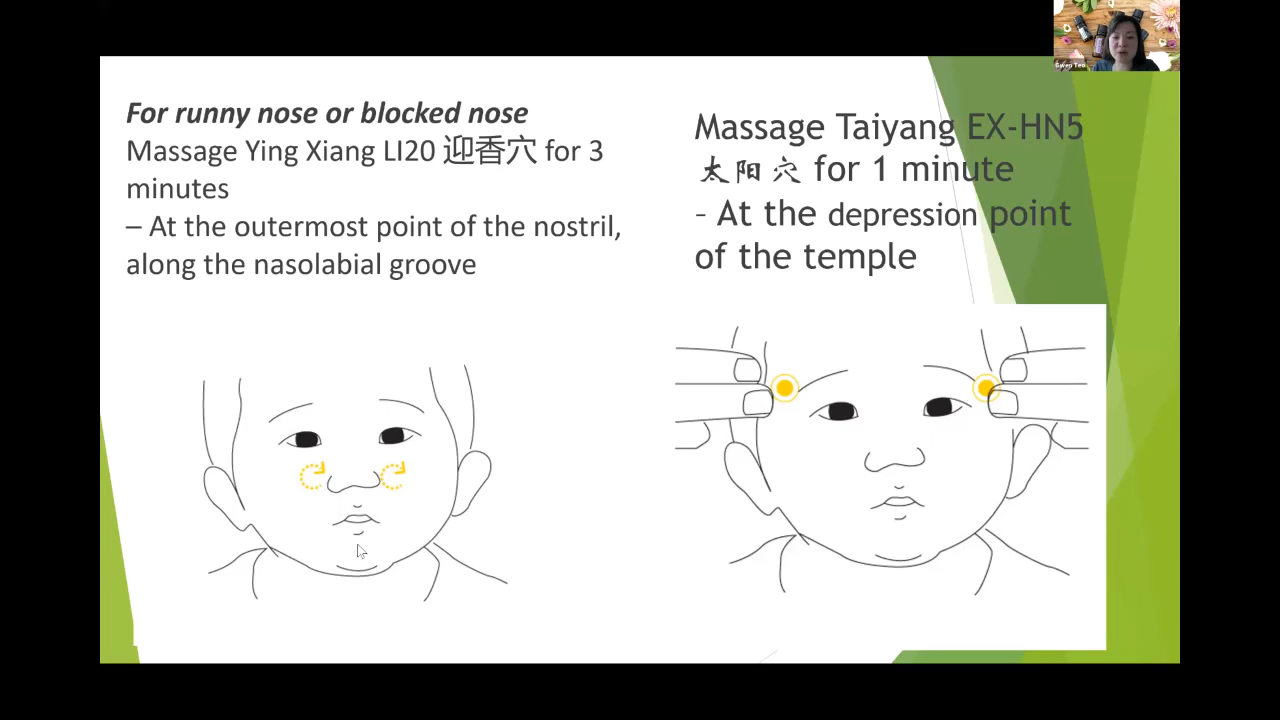 For runny nose or blocked nose
Massage Ying Xiang LI20 迎香穴 for 3
minutes
– At the outermost point of the nostril,
along the nasolabial groove
Massage Taiyang EX-HN5
太阳穴 for 1 minute
– At the depression point
of the temple
Gwen Teo